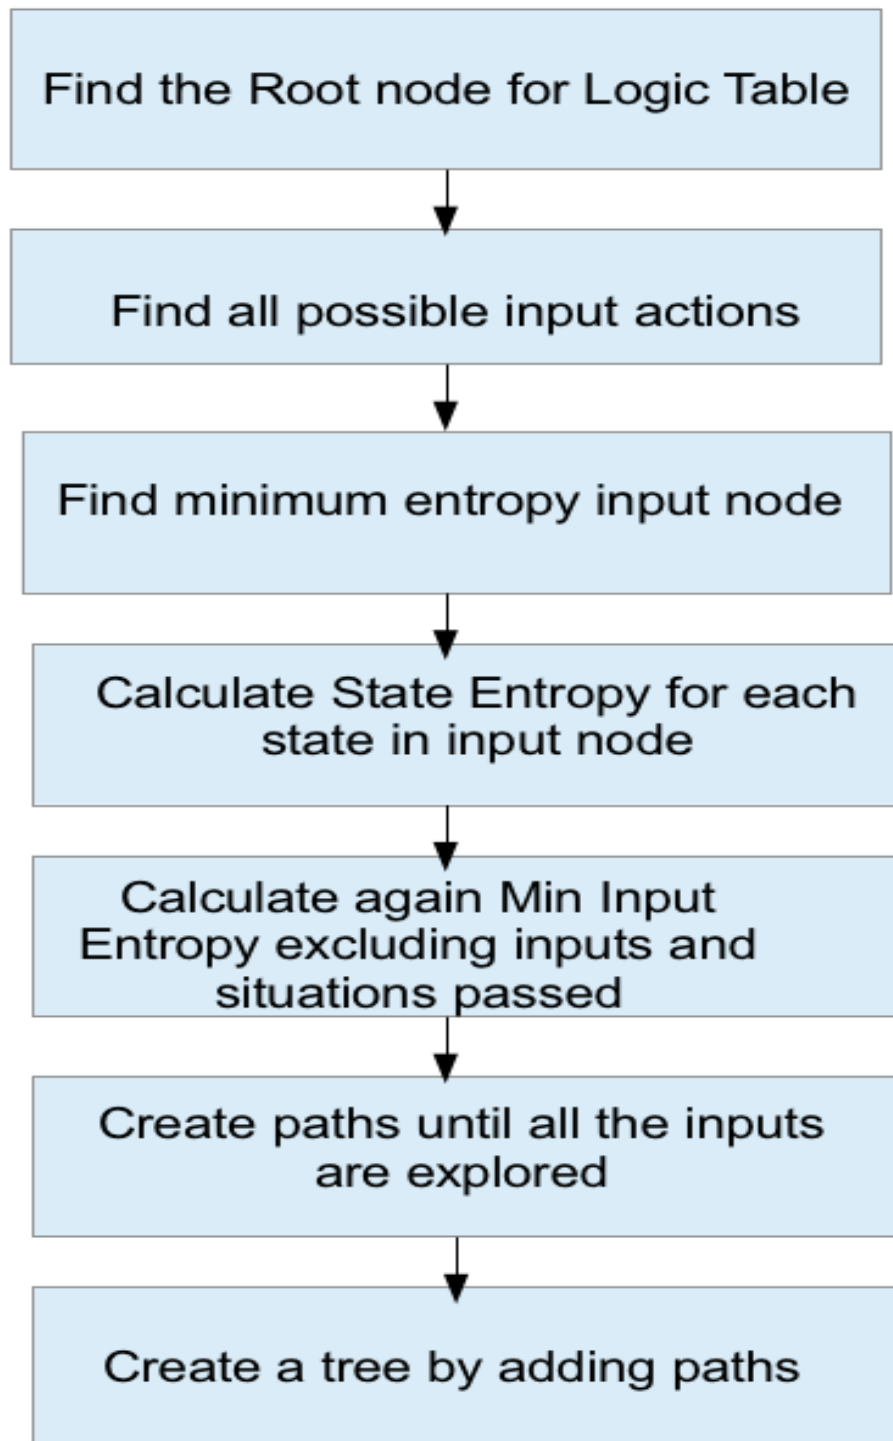 Find the Root node for Logic Table
Find all possible input actions
Find minimum entropy input node
Calculate State Entropy for each
state in input node
Calculate again Min Input
Entropy excluding inputs and
situations passed
Create paths until all the inputs
are explored
Create a tree by adding paths